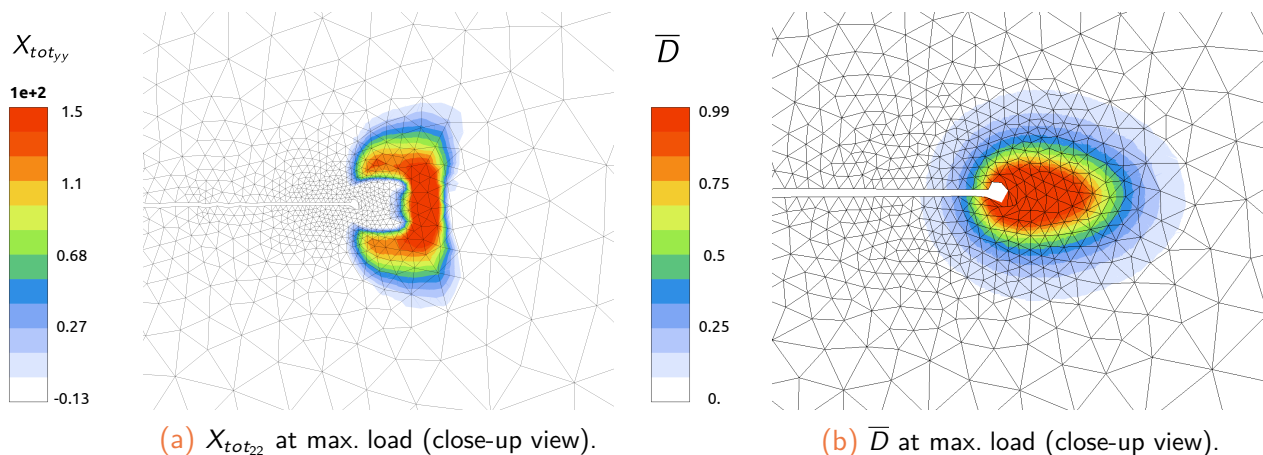 X_{tot_{yy}}
1e+2
1.5
1.1
0.68
0.27
-0.13
(a) X_{tot_{22}} at max. load (close-up view).
\overline{D}
0.99
0.75
0.5
0.25
0.
(b) \overline{D} at max. load (close-up view).